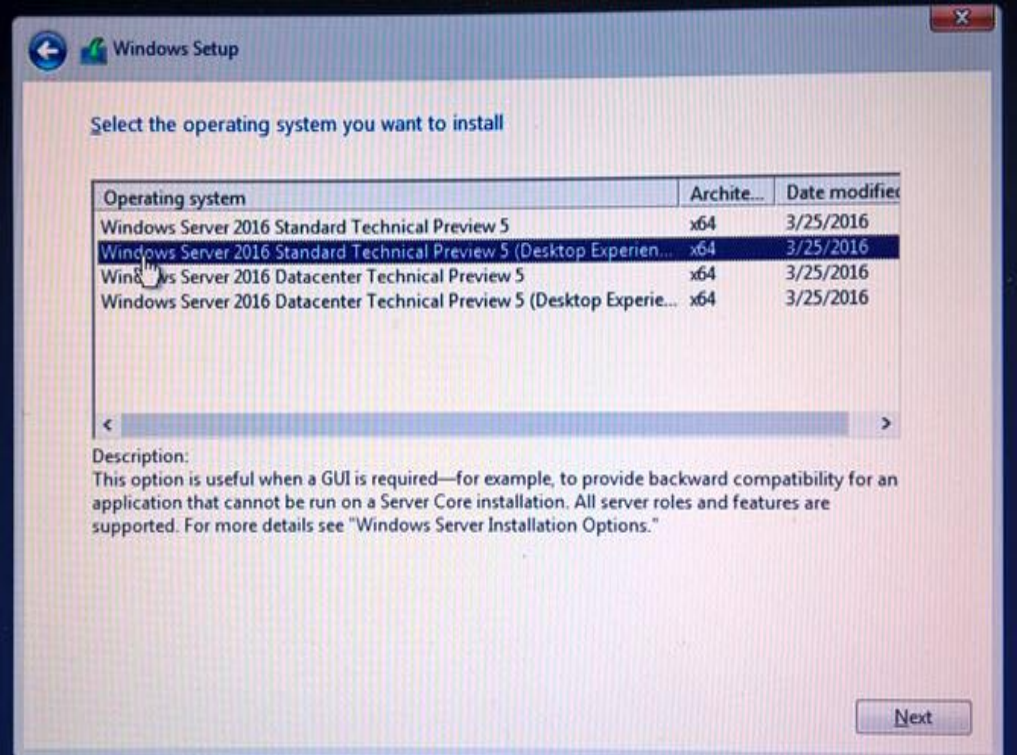 Windows Setup
Select the operating system you want to install
Operating system Archite... Date modified
Windows Server 2016 Standard Technical Preview 5 x64 3/25/2016
Windows Server 2016 Standard Technical Preview 5 (Desktop Experien... x64 3/25/2016
Windows Server 2016 Datacenter Technical Preview 5 x64 3/25/2016
Windows Server 2016 Datacenter Technical Preview 5 (Desktop Experie... x64 3/25/2016
Description:
This option is useful when a GUI is required—for example, to provide backward compatibility for an
application that cannot be run on a Server Core installation. All server roles and features are
supported. For more details see "Windows Server Installation Options."
Next